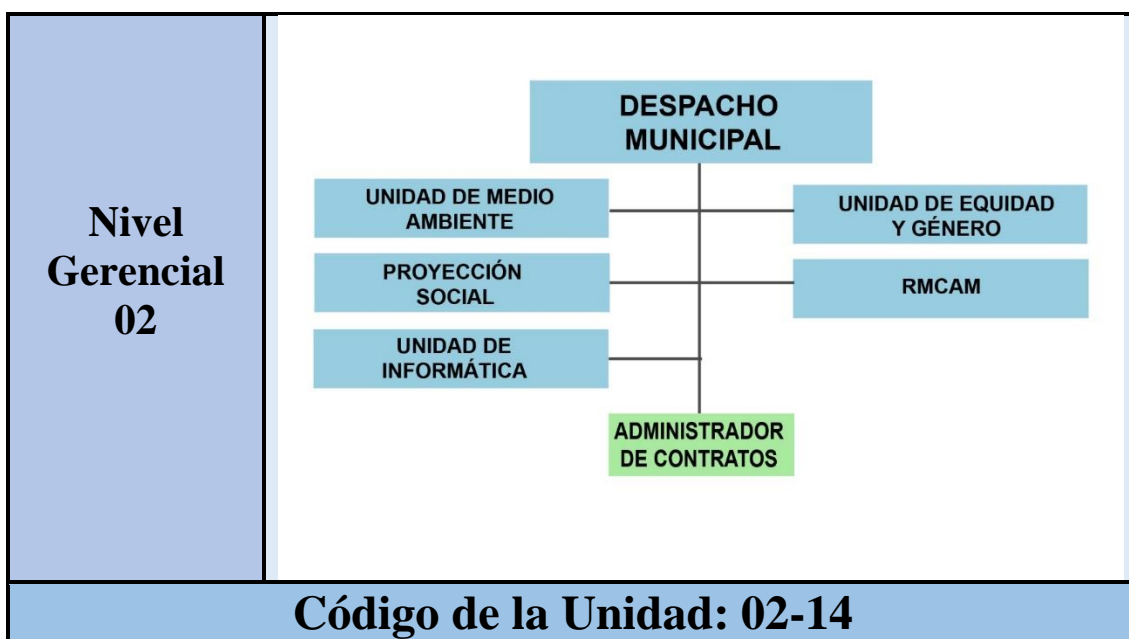 Nivel
Gerencial
02
DESPACHO
MUNICIPAL
UNIDAD DE MEDIO
AMBIENTE
UNIDAD DE EQUIDAD
Y GÉNERO
PROYECCIÓN
SOCIAL
RMCAM
UNIDAD DE
INFORMÁTICA
ADMINISTRADOR
DE CONTRATOS
Código de la Unidad: 02-14